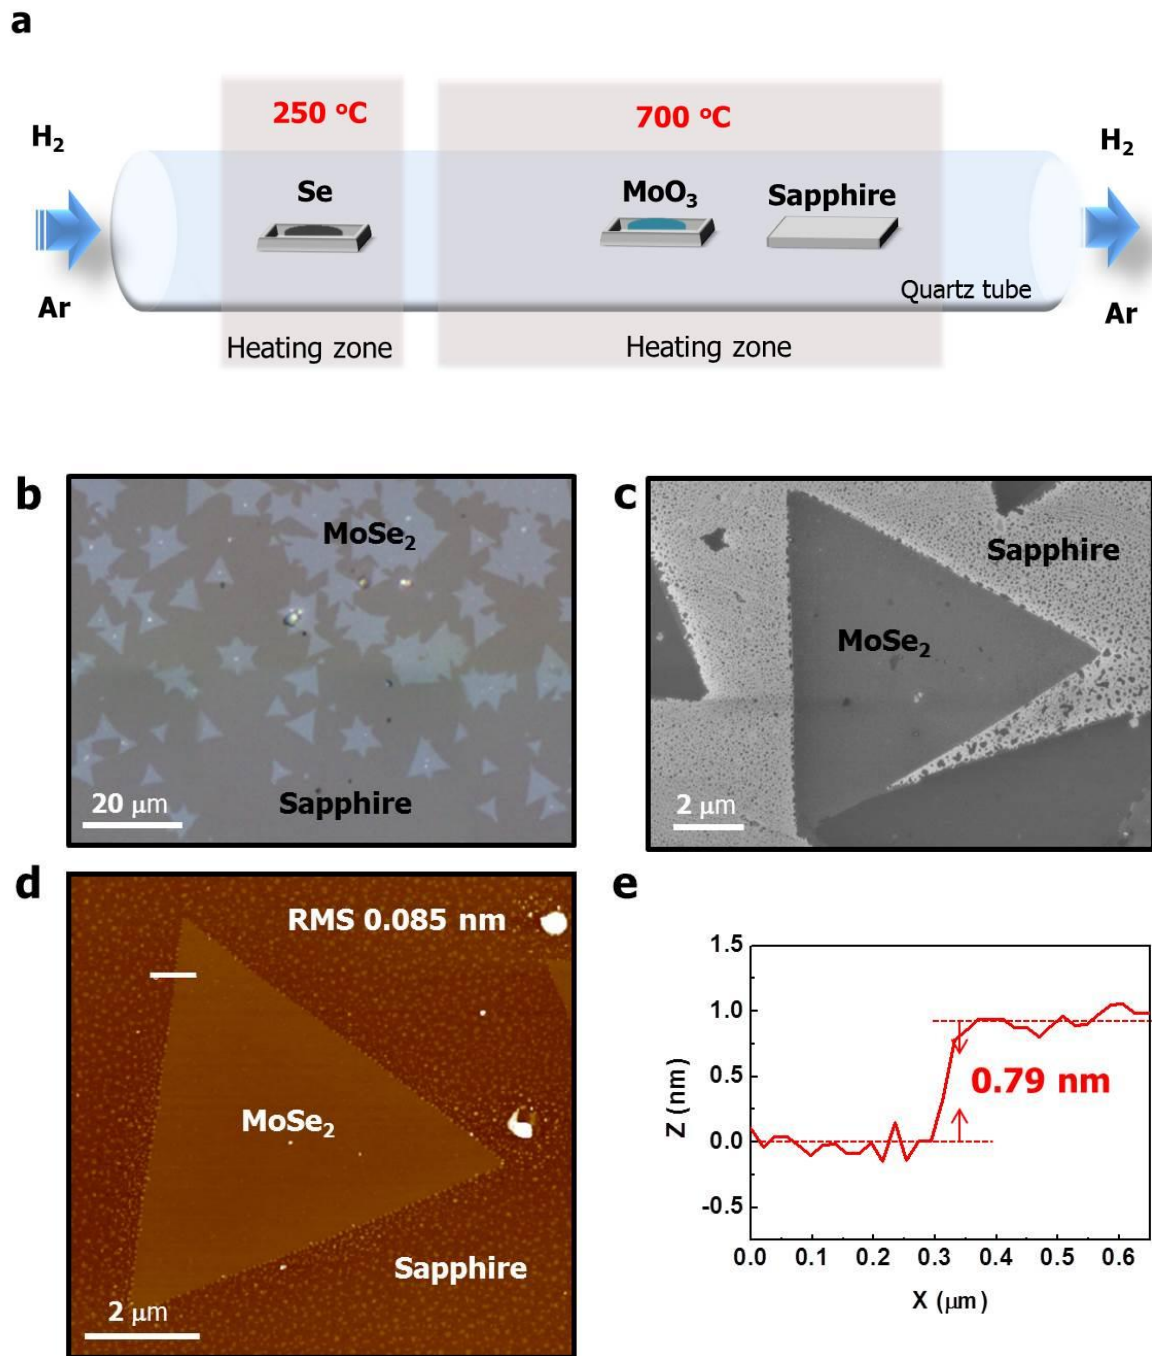 a
250 °C
700 °C
H₂
H₂
Se
MoO₃
Sapphire
Quartz tube
Ar
Ar
Heating zone
Heating zone
b
MoSe₂
Sapphire
20 μm
c
Sapphire
MoSe₂
2 μm
d
RMS 0.085 nm
MoSe₂
Sapphire
2 μm
e
1.5
1.0
0.5
0.0
-0.5
Z (nm)
0.79 nm
0.0 0.1 0.2 0.3 0.4 0.5 0.6
X (μm)